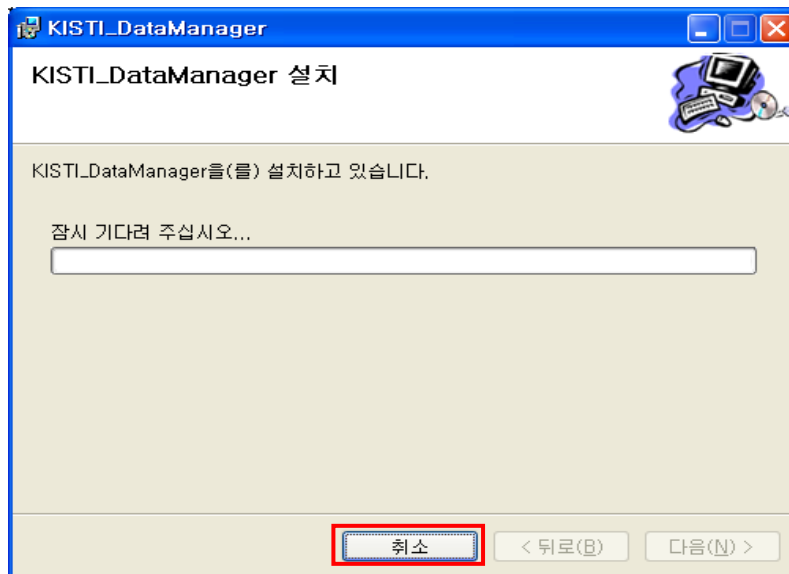 KISTI_DataManager
KISTI_DataManager 설치
KISTI_DataManager을(를) 설치하고 있습니다.
잠시 기다려 주십시오...
취소
< 뒤로(B)
다음(N) >